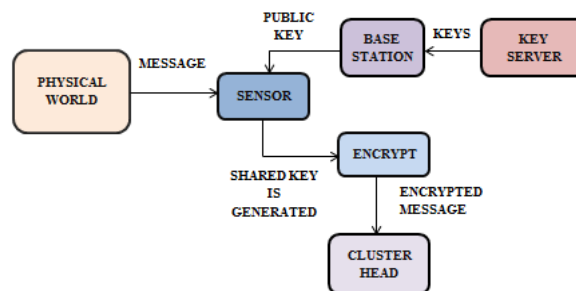 PUBLIC
KEY
BASE
STATION
KEYS
KEY
SERVER
MESSAGE
PHYSICAL
WORLD
SENSOR
ENCRYPT
SHARED KEY
IS
GENERATED
ENCRYPTED
MESSAGE
CLUSTER
HEAD